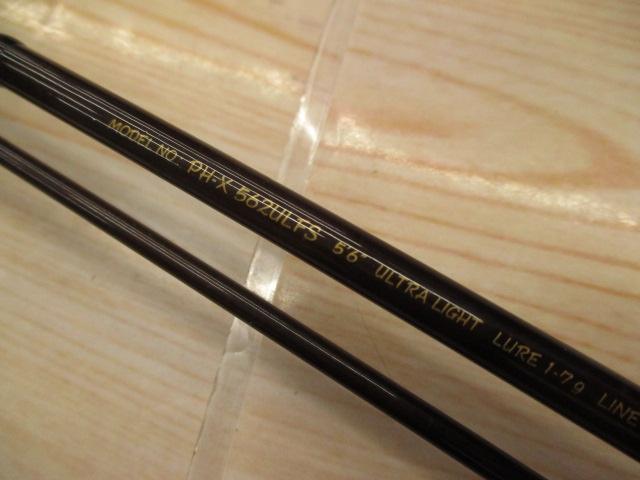 MODEL NO. PH-X 562ULFS 5'6" ULTRA LIGHT LURE 1-7g LINE